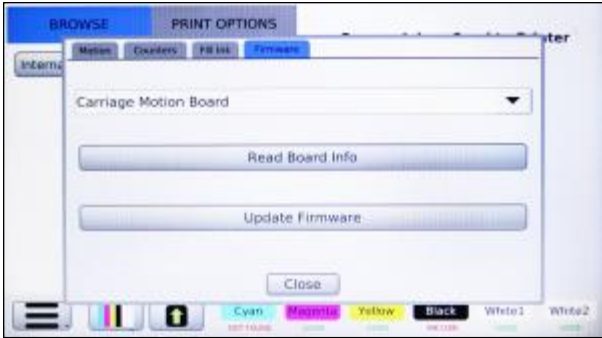 BROWSE PRINT OPTIONS
Motion Counters Fill Ink Firmware
Interna
Carriage Motion Board
Read Board Info
Update Firmware
Close
Cyan Magenta Yellow Black White1 White2